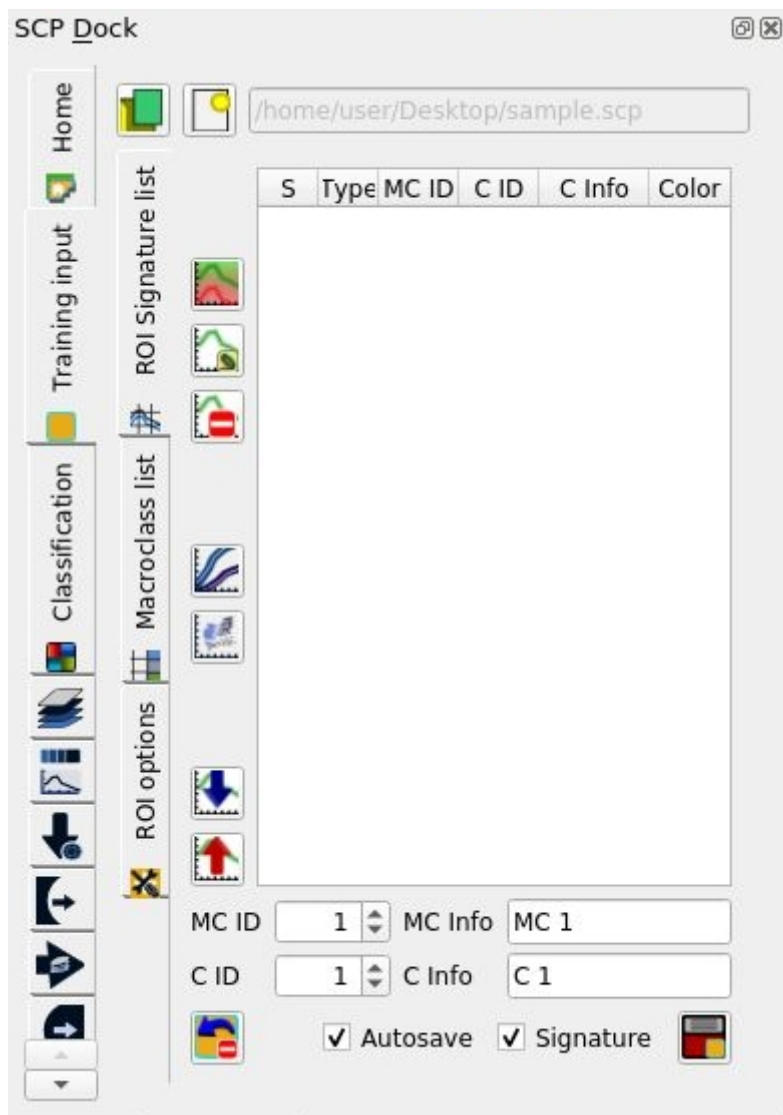 SCP Dock
Home
/home/user/Desktop/sample.scp
Training input
Classification
ROI Signature list
Macroclass list
ROI options
S Type MC ID C ID C Info Color
MC ID 1 MC Info MC 1
C ID 1 C Info C 1
Autosave Signature